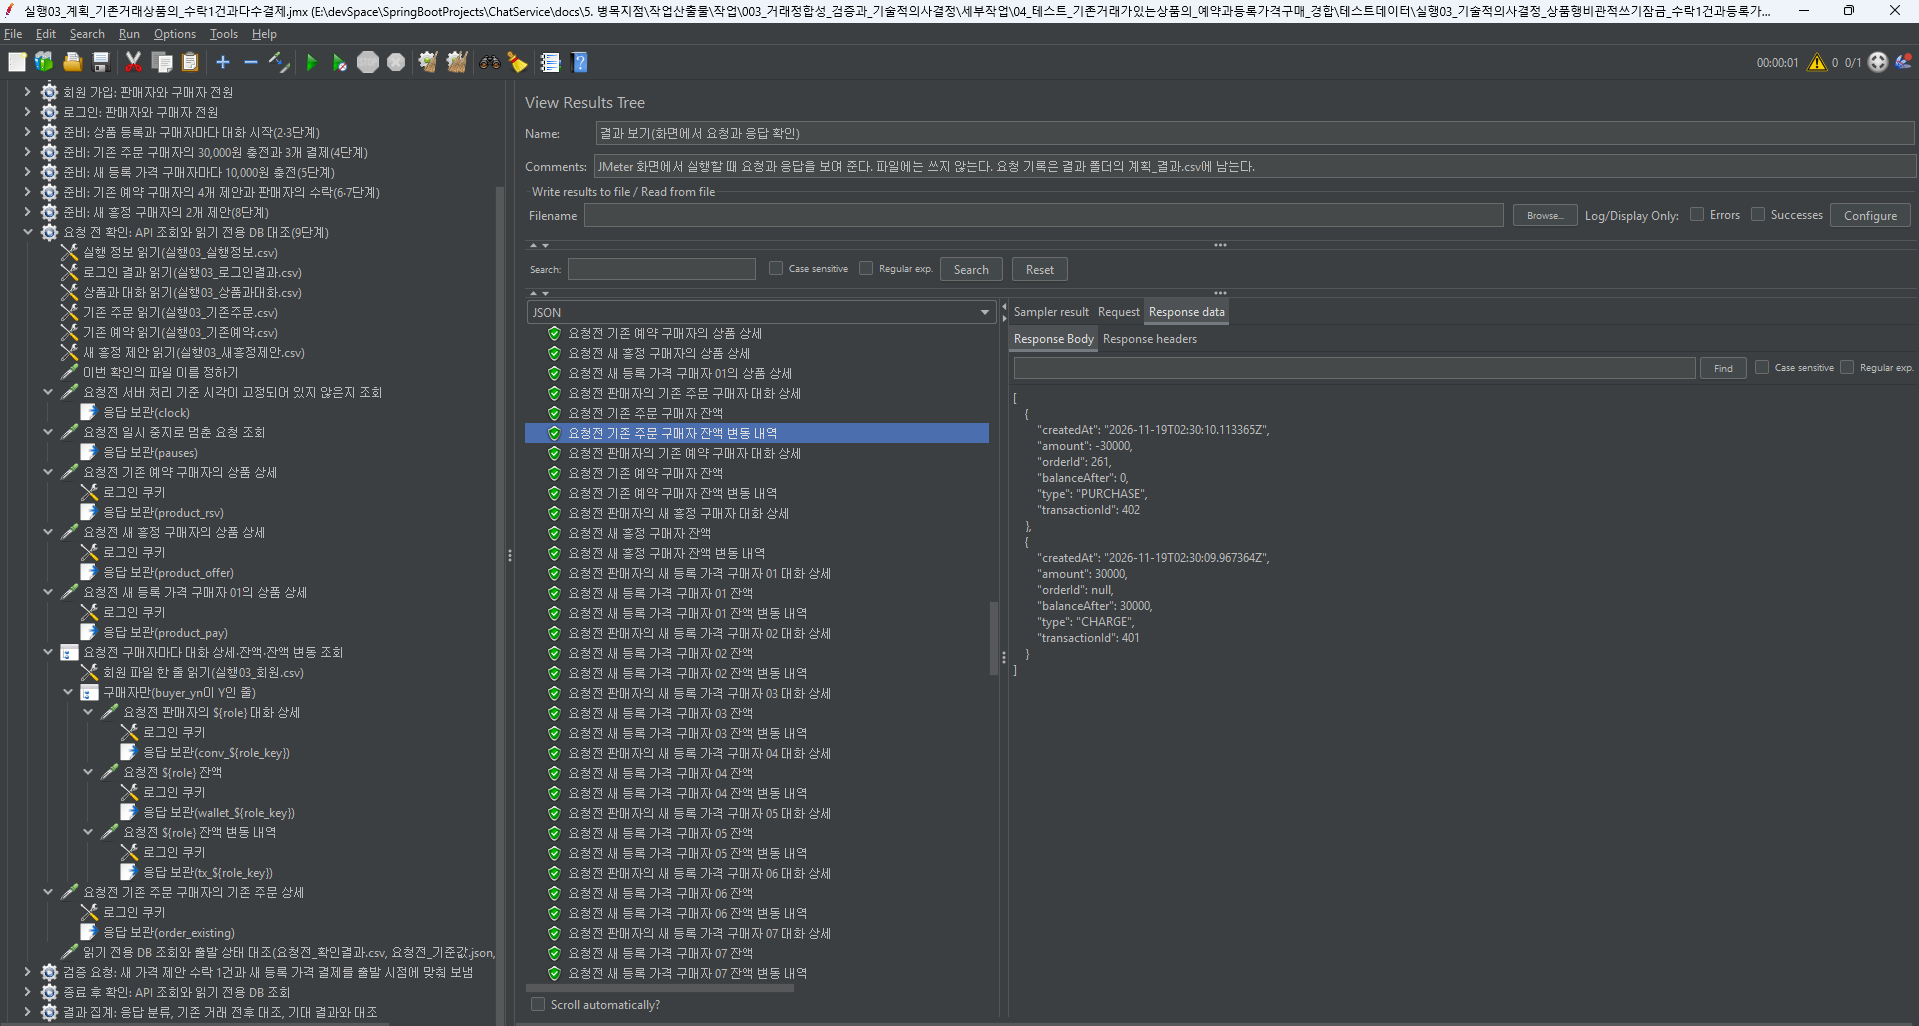 실행03_계획_기존거래상품의_수락1건과다수결제.jmx (E:\devSpace\SpringBootProjects\ChatService\docs\5. 병목지점\작업산출물\작업\003_거래정합성_검증과_기술적의사결정\세부작업\04_테스트_기존거래가있는상품의_예약과등록가격구매_경합\테스트데이터\실행03_기술적의사결정_상품행비관적쓰기잠금_수락1건과등록가...
File Edit Search Run Options Tools Help
00:00:01 0 0/1
회원 가입: 판매자와 구매자 전원
로그인: 판매자와 구매자 전원
준비: 상품 등록과 구매자마다 대화 시작(2·3단계)
준비: 기존 주문 구매자의 30,000원 충전과 3개 결제(4단계)
준비: 새 등록 가격 구매자마다 10,000원 충전(5단계)
준비: 기존 예약 구매자의 4개 제안과 판매자의 수락(6·7단계)
준비: 새 흥정 구매자의 2개 제안(8단계)
요청 전 확인: API 조회와 읽기 전용 DB 대조(9단계)
실행 정보 읽기(실행03_실행정보.csv)
로그인 결과 읽기(실행03_로그인결과.csv)
상품과 대화 읽기(실행03_상품과대화.csv)
기존 주문 읽기(실행03_기존주문.csv)
기존 예약 읽기(실행03_기존예약.csv)
새 흥정 제안 읽기(실행03_새흥정제안.csv)
이번 확인의 파일 이름 정하기
요청전 서버 처리 기준 시각이 고정되어 있지 않은지 조회
응답 보관(clock)
요청전 일시 중지로 멈춘 요청 조회
응답 보관(pauses)
요청전 기존 예약 구매자의 상품 상세
로그인 쿠키
응답 보관(product_rsv)
요청전 새 흥정 구매자의 상품 상세
로그인 쿠키
응답 보관(product_offer)
요청전 새 등록 가격 구매자 01의 상품 상세
로그인 쿠키
응답 보관(product_pay)
요청전 구매자마다 대화 상세·잔액·잔액 변동 조회
회원 파일 한 줄 읽기(실행03_회원.csv)
구매자만(buyer_yn이 Y인 줄)
요청전 판매자의 ${role} 대화 상세
로그인 쿠키
응답 보관(conv_${role_key})
요청전 ${role} 잔액
로그인 쿠키
응답 보관(wallet_${role_key})
요청전 ${role} 잔액 변동 내역
로그인 쿠키
응답 보관(tx_${role_key})
요청전 기존 주문 구매자의 기존 주문 상세
로그인 쿠키
응답 보관(order_existing)
읽기 전용 DB 조회와 출발 상태 대조(요청전_확인결과.csv, 요청전_기준값.json,
검증 요청: 새 가격 제안 수락 1건과 새 등록 가격 결제를 출발 시점에 맞춰 보냄
종료 후 확인: API 조회와 읽기 전용 DB 조회
결과 집계: 응답 분류, 기존 거래 전후 대조, 기대 결과와 대조
View Results Tree
Name: 결과 보기(화면에서 요청과 응답 확인)
Comments: JMeter 화면에서 실행할 때 요청과 응답을 보여 준다. 파일에는 쓰지 않는다. 요청 기록은 결과 폴더의 계획_결과.csv에 남는다.
Write results to file / Read from file
Filename Browse... Log/Display Only: Errors Successes Configure
Search: Case sensitive Regular exp. Search Reset
JSON
요청전 기존 예약 구매자의 상품 상세
요청전 새 흥정 구매자의 상품 상세
요청전 새 등록 가격 구매자 01의 상품 상세
요청전 판매자의 기존 주문 구매자 대화 상세
요청전 기존 주문 구매자 잔액
요청전 기존 주문 구매자 잔액 변동 내역
요청전 판매자의 기존 예약 구매자 대화 상세
요청전 기존 예약 구매자 잔액
요청전 기존 예약 구매자 잔액 변동 내역
요청전 판매자의 새 흥정 구매자 대화 상세
요청전 새 흥정 구매자 잔액
요청전 새 흥정 구매자 잔액 변동 내역
요청전 판매자의 새 등록 가격 구매자 01 대화 상세
요청전 새 등록 가격 구매자 01 잔액
요청전 새 등록 가격 구매자 01 잔액 변동 내역
요청전 판매자의 새 등록 가격 구매자 02 대화 상세
요청전 새 등록 가격 구매자 02 잔액
요청전 새 등록 가격 구매자 02 잔액 변동 내역
요청전 판매자의 새 등록 가격 구매자 03 대화 상세
요청전 새 등록 가격 구매자 03 잔액
요청전 새 등록 가격 구매자 03 잔액 변동 내역
요청전 판매자의 새 등록 가격 구매자 04 대화 상세
요청전 새 등록 가격 구매자 04 잔액
요청전 새 등록 가격 구매자 04 잔액 변동 내역
요청전 판매자의 새 등록 가격 구매자 05 대화 상세
요청전 새 등록 가격 구매자 05 잔액
요청전 새 등록 가격 구매자 05 잔액 변동 내역
요청전 판매자의 새 등록 가격 구매자 06 대화 상세
요청전 새 등록 가격 구매자 06 잔액
요청전 새 등록 가격 구매자 06 잔액 변동 내역
요청전 판매자의 새 등록 가격 구매자 07 대화 상세
요청전 새 등록 가격 구매자 07 잔액
요청전 새 등록 가격 구매자 07 잔액 변동 내역
Scroll automatically?
Sampler result Request Response data
Response Body Response headers
Find Case sensitive Regular exp.
[
{
"createdAt": "2026-11-19T02:30:10.113365Z",
"amount": -30000,
"orderId": 261,
"balanceAfter": 0,
"type": "PURCHASE",
"transactionId": 402
},
{
"createdAt": "2026-11-19T02:30:09.967364Z",
"amount": 30000,
"orderId": null,
"balanceAfter": 30000,
"type": "CHARGE",
"transactionId": 401
}
]